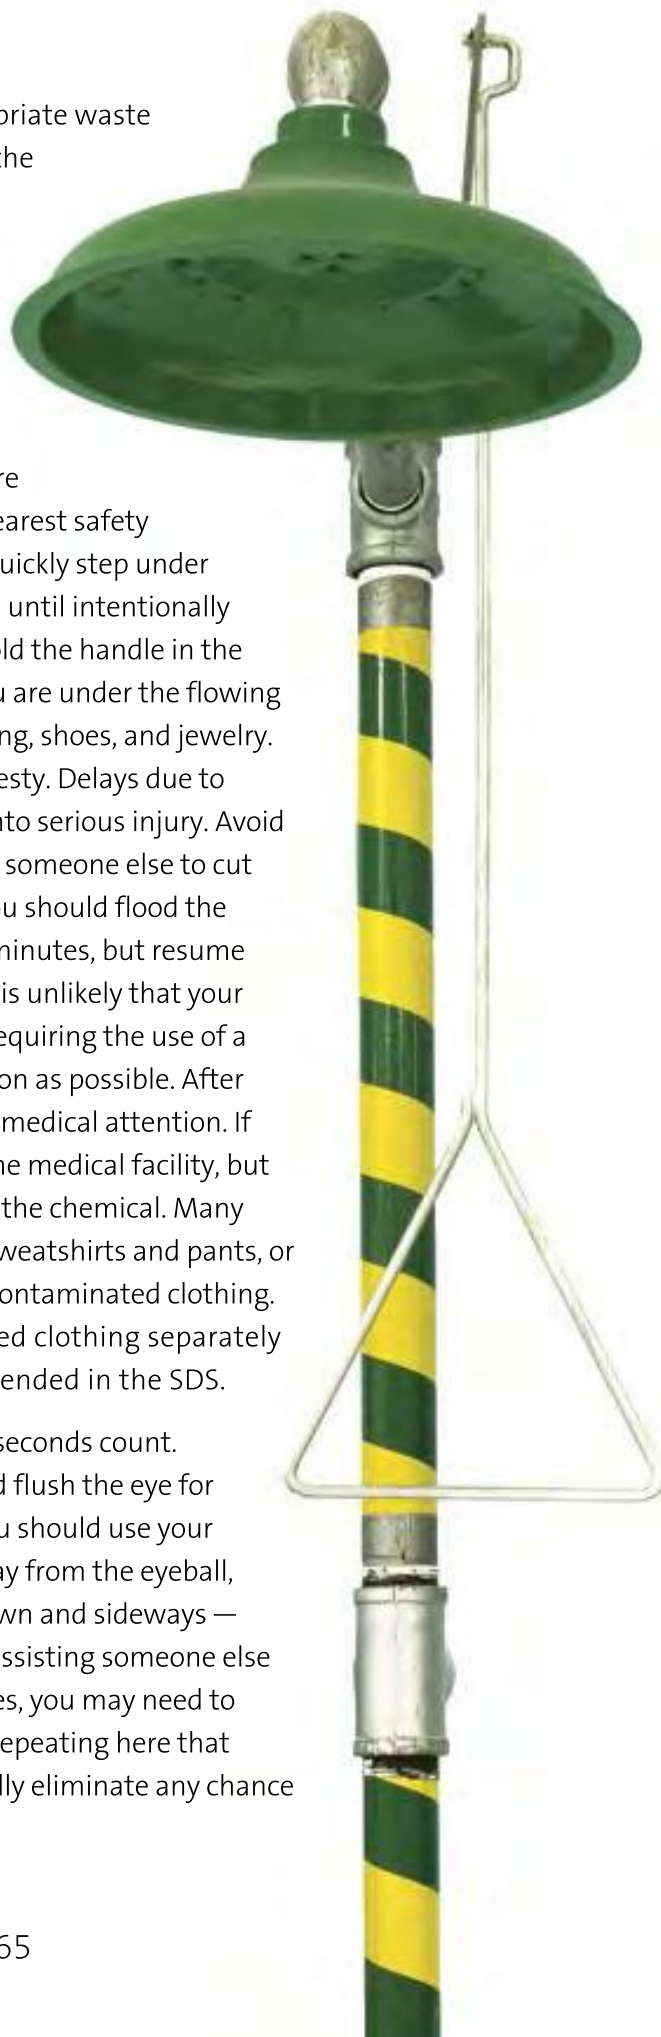 priate waste
the
re
earest safety
uickly step under
until intentionally
old the handle in the
u are under the flowing
ng, shoes, and jewelry.
esty. Delays due to
nto serious injury. Avoid
someone else to cut
ou should flood the
minutes, but resume
is unlikely that your
equiring the use of a
on as possible. After
medical attention. If
he medical facility, but
the chemical. Many
weatshirts and pants, or
ontaminated clothing.
ed clothing separately
ended in the SDS.
seconds count.
d flush the eye for
u should use your
ay from the eyeball,
wn and sideways —
ssisting someone else
es, you may need to
epeating here that
lly eliminate any chance
65